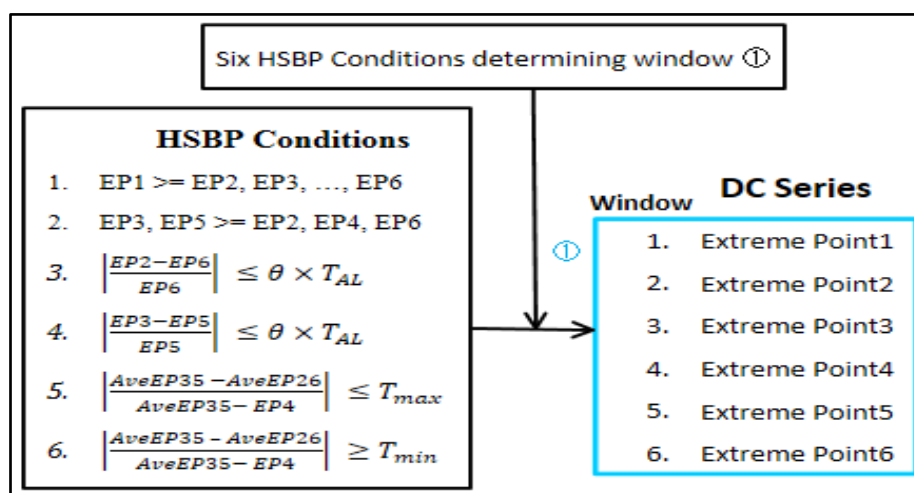 Six HSBP Conditions determining window ①
HSBP Conditions
1. EP1 >= EP2, EP3, …, EP6
2. EP3, EP5 >= EP2, EP4, EP6
3. |EP2−EP6 / EP6| ≤ θ × T_AL
4. |EP3−EP5 / EP5| ≤ θ × T_AL
5. |AveEP35 −AveEP26 / AveEP35− EP4| ≤ T_max
6. |AveEP35 – AveEP26 / AveEP35− EP4| ≥ T_min
DC Series
Window
①
1. Extreme Point1
2. Extreme Point2
3. Extreme Point3
4. Extreme Point4
5. Extreme Point5
6. Extreme Point6